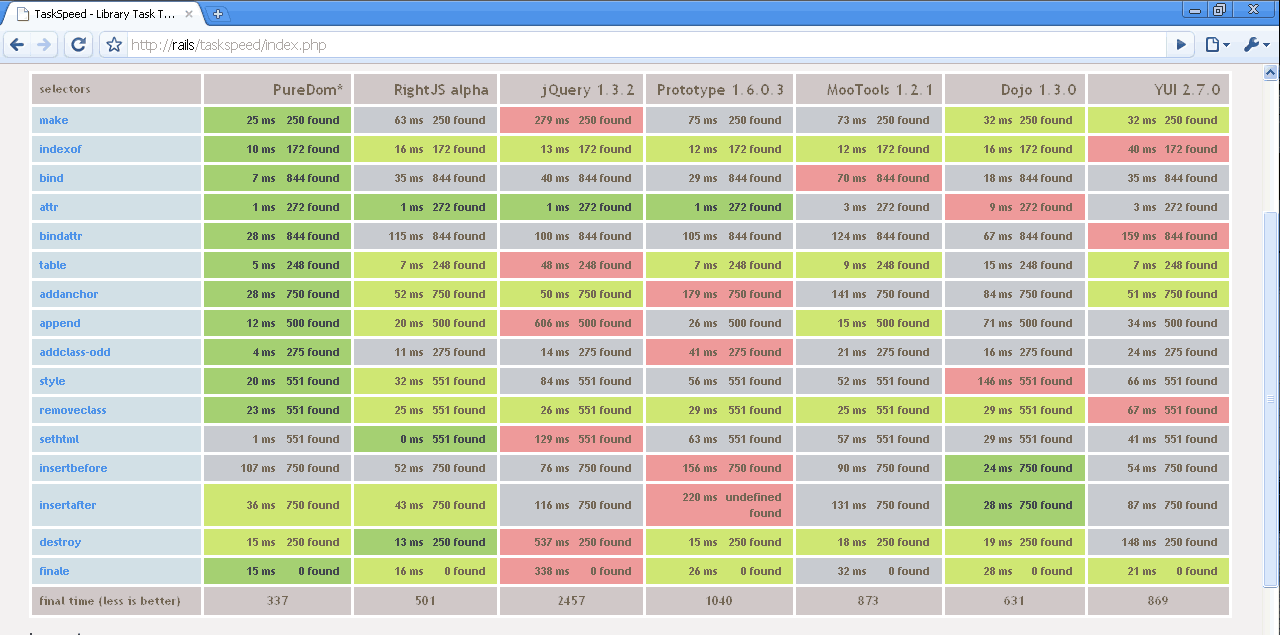 TaskSpeed - Library Task T...
http://rails/taskspeed/index.php
selectors PureDom* RightJS alpha jQuery 1.3.2 Prototype 1.6.0.3 MooTools 1.2.1 Dojo 1.3.0 YUI 2.7.0
make 25 ms 250 found 63 ms 250 found 279 ms 250 found 75 ms 250 found 73 ms 250 found 32 ms 250 found 32 ms 250 found
indexof 10 ms 172 found 16 ms 172 found 13 ms 172 found 12 ms 172 found 12 ms 172 found 16 ms 172 found 40 ms 172 found
bind 7 ms 844 found 35 ms 844 found 40 ms 844 found 29 ms 844 found 70 ms 844 found 18 ms 844 found 35 ms 844 found
attr 1 ms 272 found 1 ms 272 found 1 ms 272 found 1 ms 272 found 3 ms 272 found 9 ms 272 found 3 ms 272 found
bindattr 28 ms 844 found 115 ms 844 found 100 ms 844 found 105 ms 844 found 124 ms 844 found 67 ms 844 found 159 ms 844 found
table 5 ms 248 found 7 ms 248 found 48 ms 248 found 7 ms 248 found 9 ms 248 found 15 ms 248 found 7 ms 248 found
addanchor 28 ms 750 found 52 ms 750 found 50 ms 750 found 179 ms 750 found 141 ms 750 found 84 ms 750 found 51 ms 750 found
append 12 ms 500 found 20 ms 500 found 606 ms 500 found 26 ms 500 found 15 ms 500 found 71 ms 500 found 34 ms 500 found
addclass-odd 4 ms 275 found 11 ms 275 found 14 ms 275 found 41 ms 275 found 21 ms 275 found 16 ms 275 found 24 ms 275 found
style 20 ms 551 found 32 ms 551 found 84 ms 551 found 56 ms 551 found 52 ms 551 found 146 ms 551 found 66 ms 551 found
removeclass 23 ms 551 found 25 ms 551 found 26 ms 551 found 29 ms 551 found 25 ms 551 found 29 ms 551 found 67 ms 551 found
sethtml 1 ms 551 found 0 ms 551 found 129 ms 551 found 63 ms 551 found 57 ms 551 found 29 ms 551 found 41 ms 551 found
insertbefore 107 ms 750 found 52 ms 750 found 76 ms 750 found 156 ms 750 found 90 ms 750 found 24 ms 750 found 54 ms 750 found
insertafter 36 ms 750 found 43 ms 750 found 116 ms 750 found 220 ms undefined found 131 ms 750 found 28 ms 750 found 87 ms 750 found
destroy 15 ms 250 found 13 ms 250 found 537 ms 250 found 15 ms 250 found 18 ms 250 found 19 ms 250 found 148 ms 250 found
finale 15 ms 0 found 16 ms 0 found 338 ms 0 found 26 ms 0 found 32 ms 0 found 28 ms 0 found 21 ms 0 found
final time (less is better) 337 501 2457 1040 873 631 869